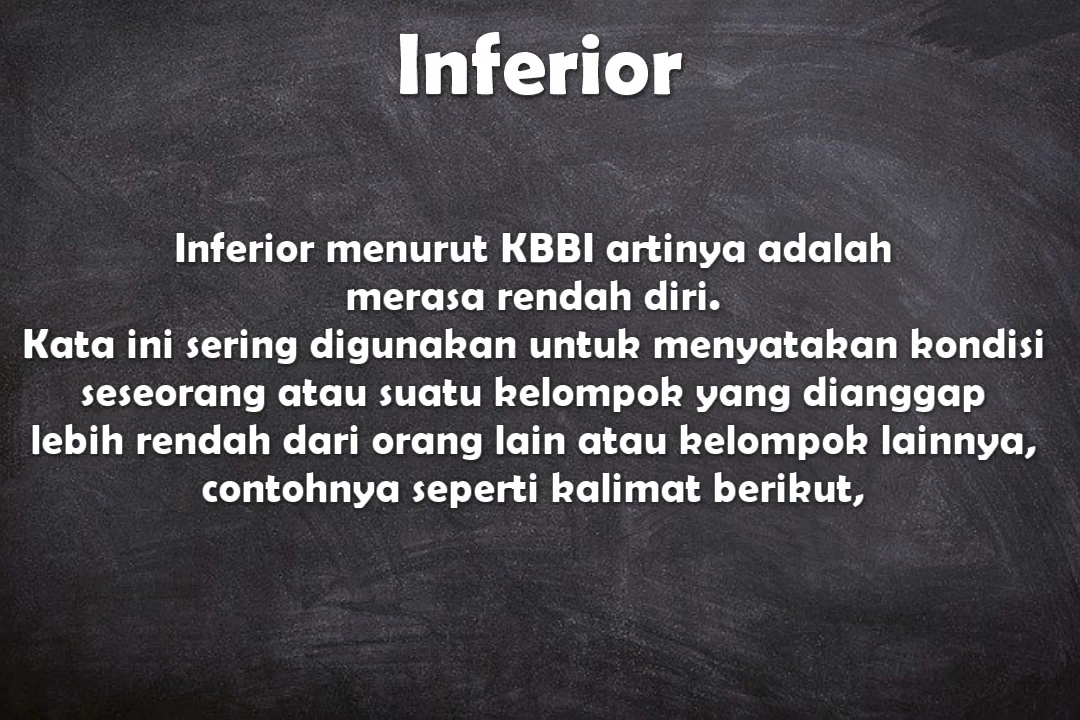 Inferior
Inferior menurut KBBI artinya adalah
merasa rendah diri.
Kata ini sering digunakan untuk menyatakan kondisi
seseorang atau suatu kelompok yang dianggap
lebih rendah dari orang lain atau kelompok lainnya,
contohnya seperti kalimat berikut,